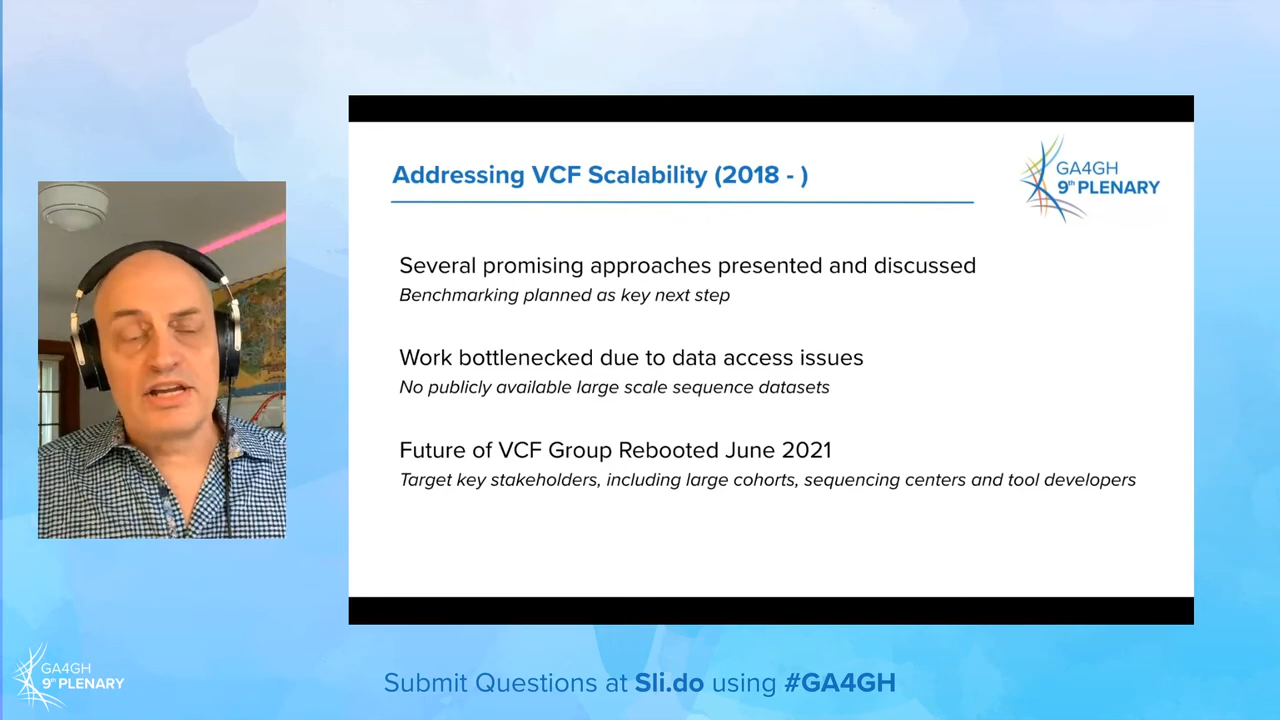 Addressing VCF Scalability (2018 - )
GA4GH
9th PLENARY
Several promising approaches presented and discussed
Benchmarking planned as key next step
Work bottlenecked due to data access issues
No publicly available large scale sequence datasets
Future of VCF Group Rebooted June 2021
Target key stakeholders, including large cohorts, sequencing centers and tool developers
GA4GH
9th PLENARY
Submit Questions at Sli.do using #GA4GH